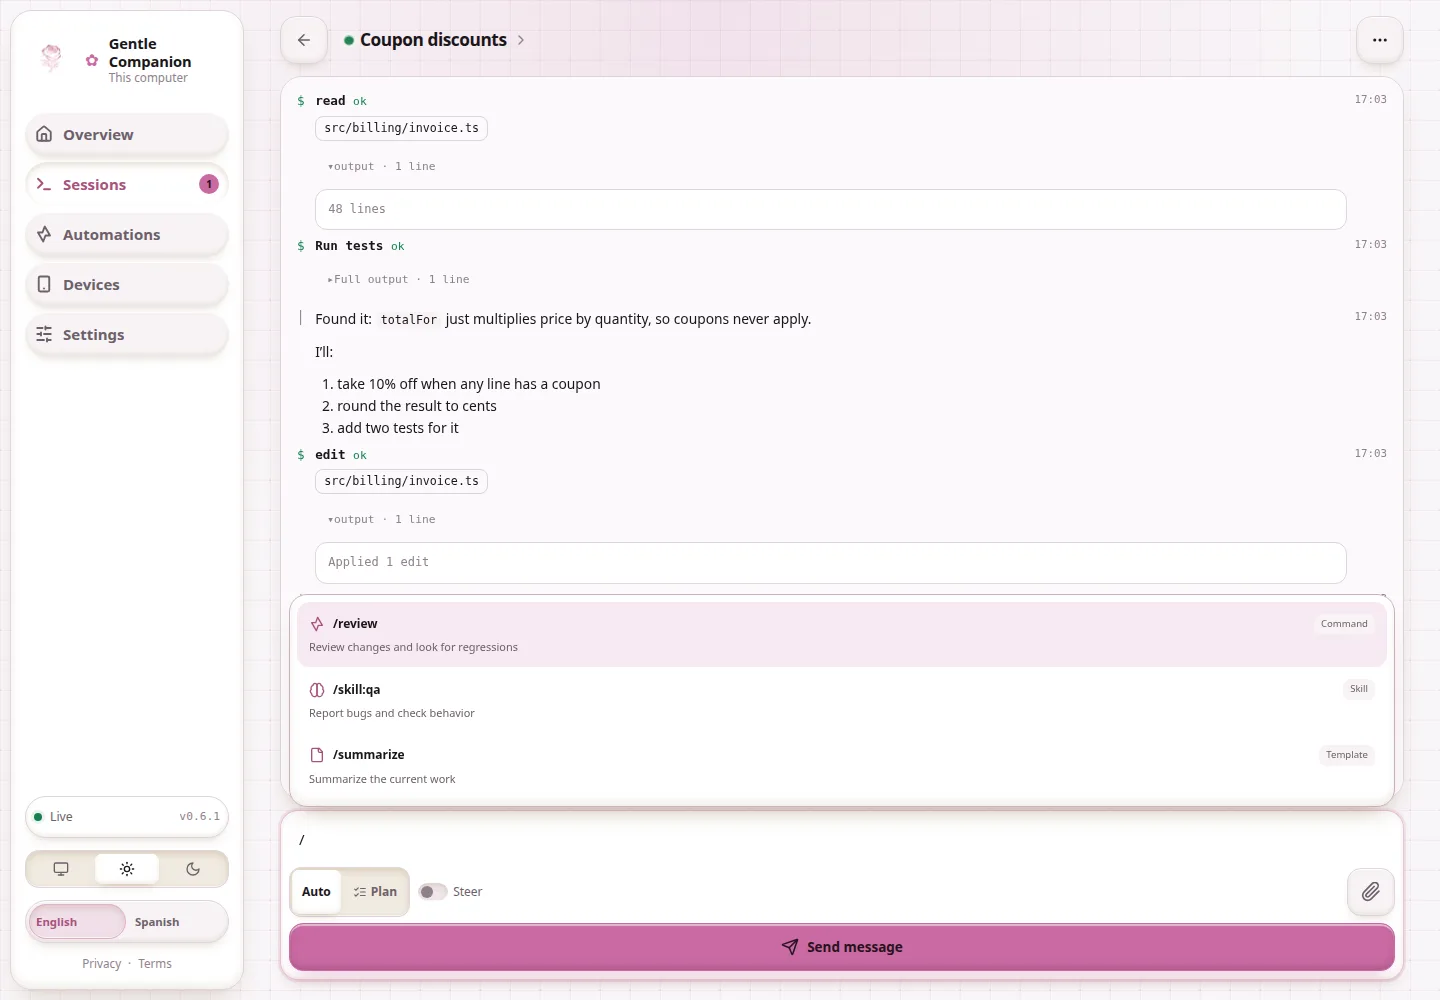 Gentle
Companion
This computer
Overview
Sessions 1
Automations
Devices
Settings
Live v0.6.1
English Spanish
Privacy · Terms
Coupon discounts
$ read ok 17:03
src/billing/invoice.ts
▾output · 1 line
48 lines
$ Run tests ok 17:03
▸Full output · 1 line
Found it: totalFor just multiplies price by quantity, so coupons never apply. 17:03
I’ll:
1. take 10% off when any line has a coupon
2. round the result to cents
3. add two tests for it
$ edit ok 17:03
src/billing/invoice.ts
▾output · 1 line
Applied 1 edit
/review Command
Review changes and look for regressions
/skill:qa Skill
Report bugs and check behavior
/summarize Template
Summarize the current work
/
Auto Plan Steer
Send message